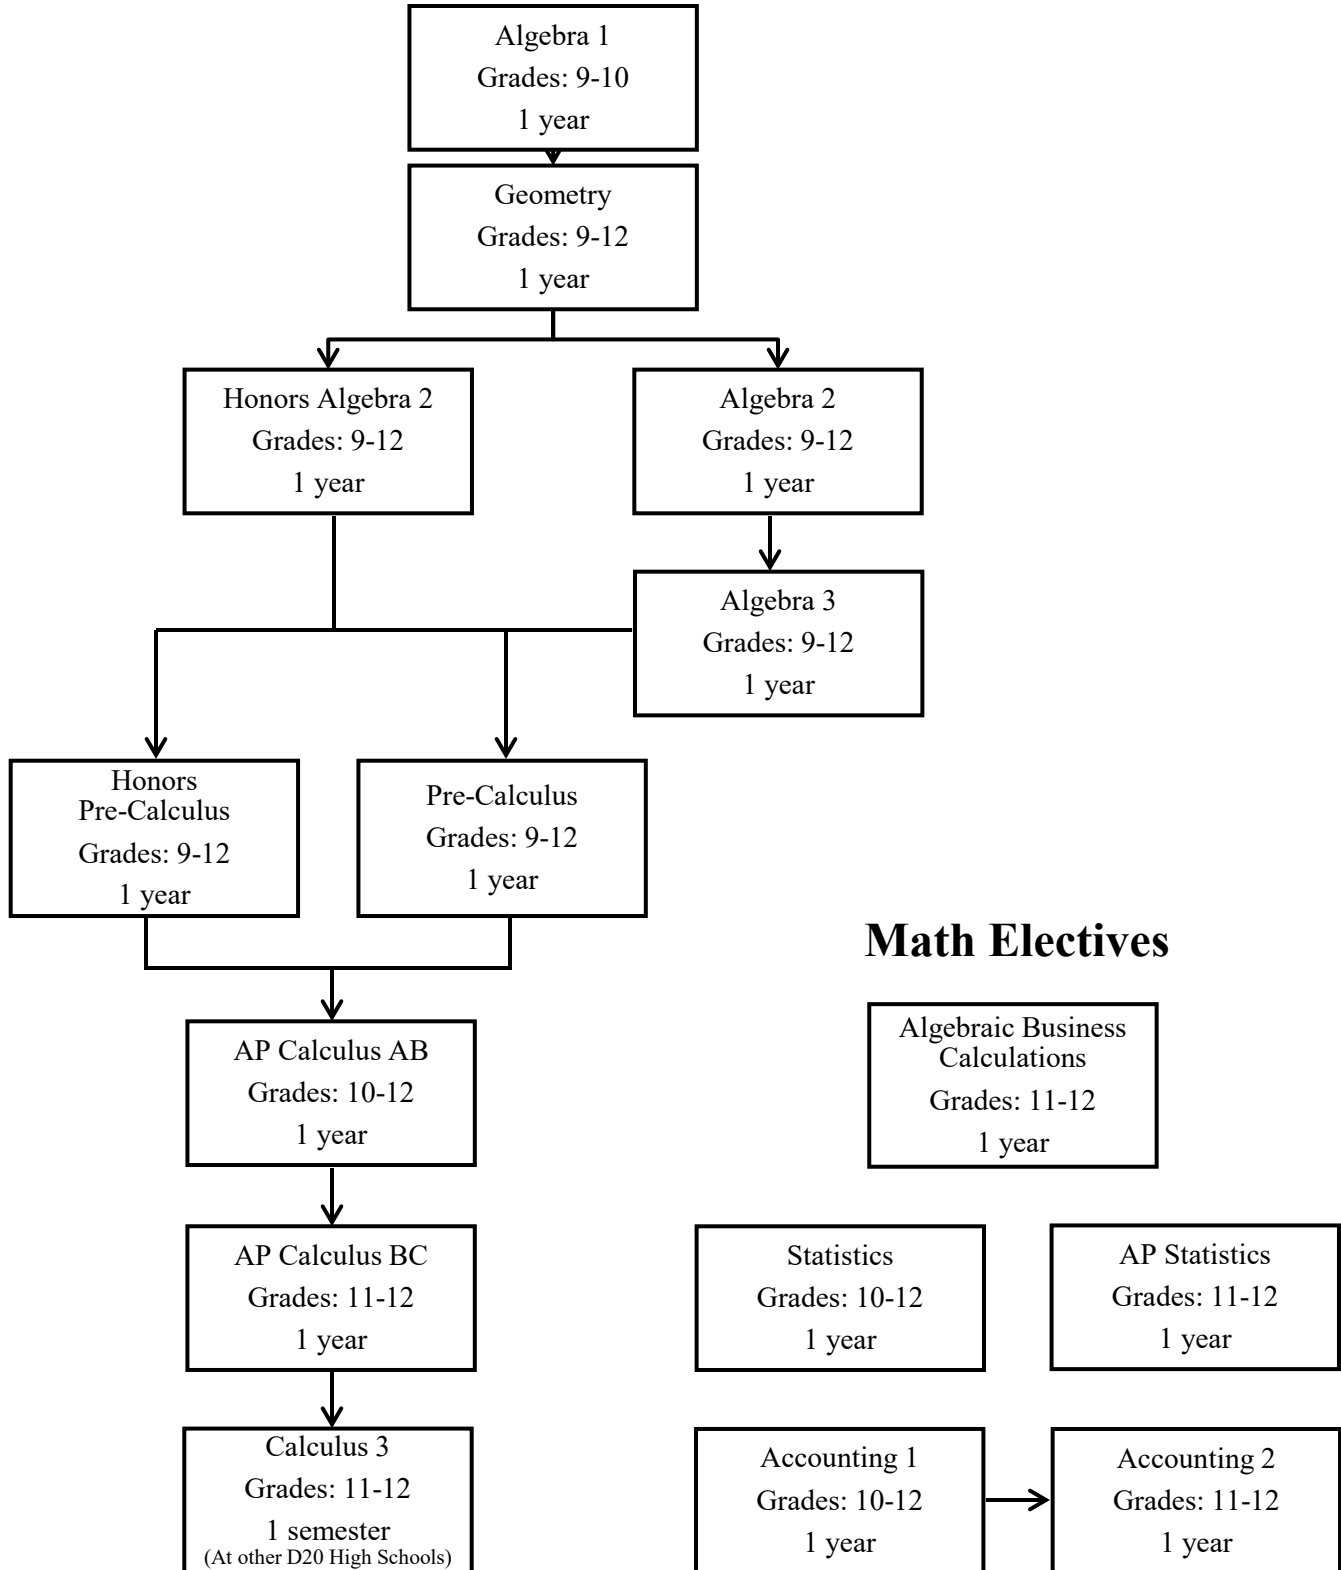 Algebra 1
Grades: 9-10
1 year
Geometry
Grades: 9-12
1 year
Honors Algebra 2
Grades: 9-12
1 year
Algebra 2
Grades: 9-12
1 year
Algebra 3
Grades: 9-12
1 year
Honors
Pre-Calculus
Grades: 9-12
1 year
Pre-Calculus
Grades: 9-12
1 year
AP Calculus AB
Grades: 10-12
1 year
AP Calculus BC
Grades: 11-12
1 year
Calculus 3
Grades: 11-12
1 semester
(At other D20 High Schools)
Math Electives
Algebraic Business
Calculations
Grades: 11-12
1 year
Statistics
Grades: 10-12
1 year
AP Statistics
Grades: 11-12
1 year
Accounting 1
Grades: 10-12
1 year
Accounting 2
Grades: 11-12
1 year